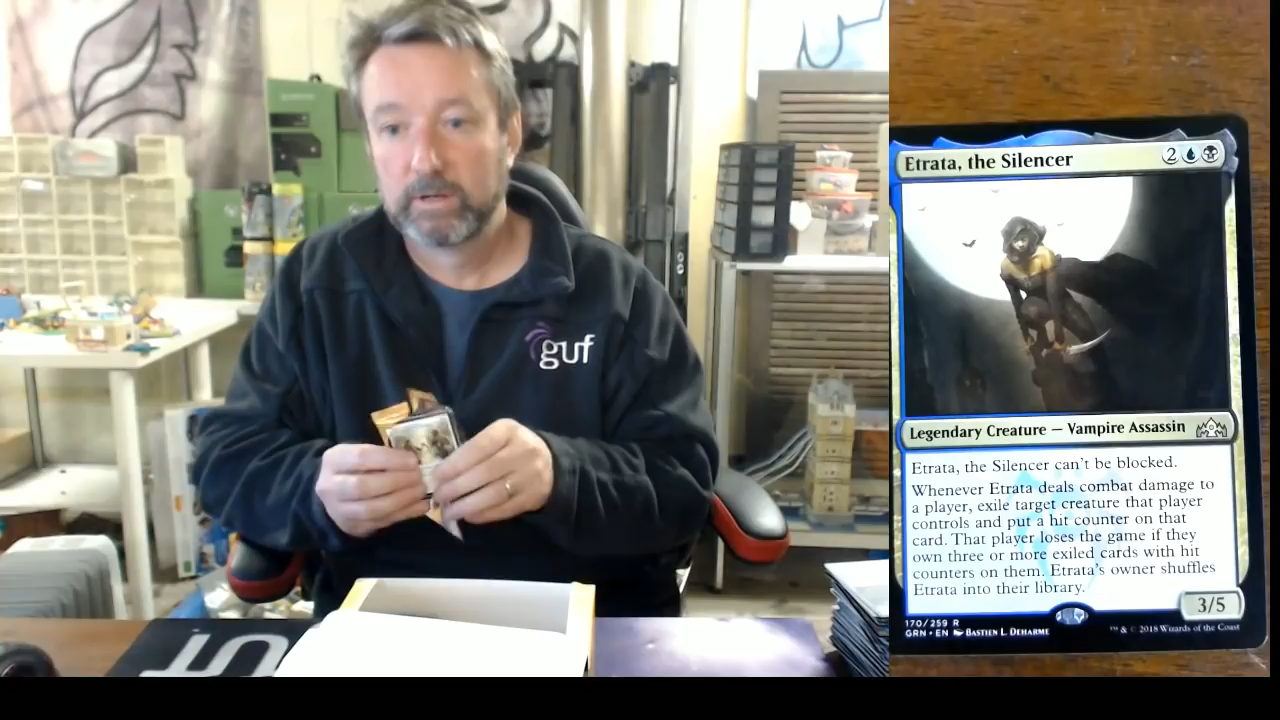 guf
Etrata, the Silencer 2
Legendary Creature — Vampire Assassin
Etrata, the Silencer can't be blocked.
Whenever Etrata deals combat damage to
a player, exile target creature that player
controls and put a hit counter on that
card. That player loses the game if they
own three or more exiled cards with hit
counters on them. Etrata's owner shuffles
Etrata into their library.
3/5
170/259 R
GRN • EN Bastien L. Deharme
™ & © 2018 Wizards of the Coast